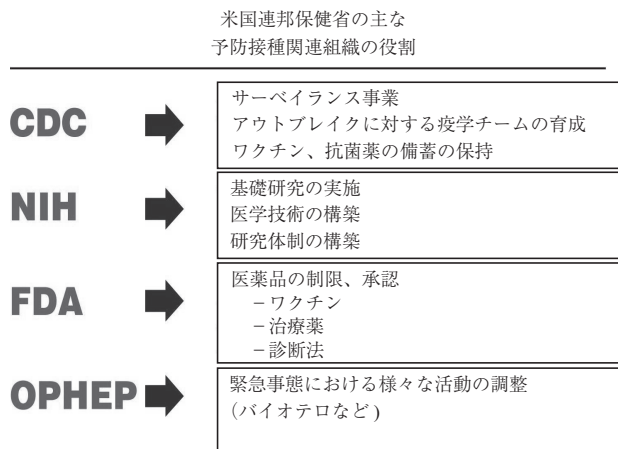 米国連邦保健省の主な
予防接種関連組織の役割
CDC
サーベイランス事業
アウトブレイクに対する疫学チームの育成
ワクチン、抗菌薬の備蓄の保持
NIH
基礎研究の実施
医学技術の構築
研究体制の構築
FDA
医薬品の制限、承認
−ワクチン
−治療薬
−診断法
OPHEP
緊急事態における様々な活動の調整
(バイオテロなど)